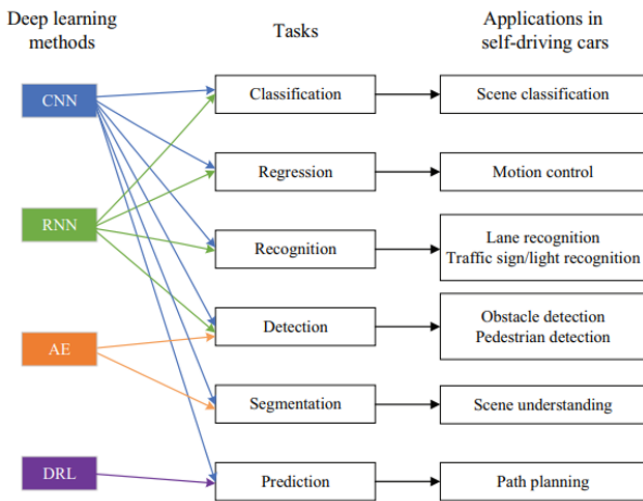 Deep learning
methods
Tasks
Applications in
self-driving cars
CNN
Classification
Scene classification
Regression
Motion control
RNN
Recognition
Lane recognition
Traffic sign/light recognition
Detection
Obstacle detection
Pedestrian detection
AE
Segmentation
Scene understanding
DRL
Prediction
Path planning